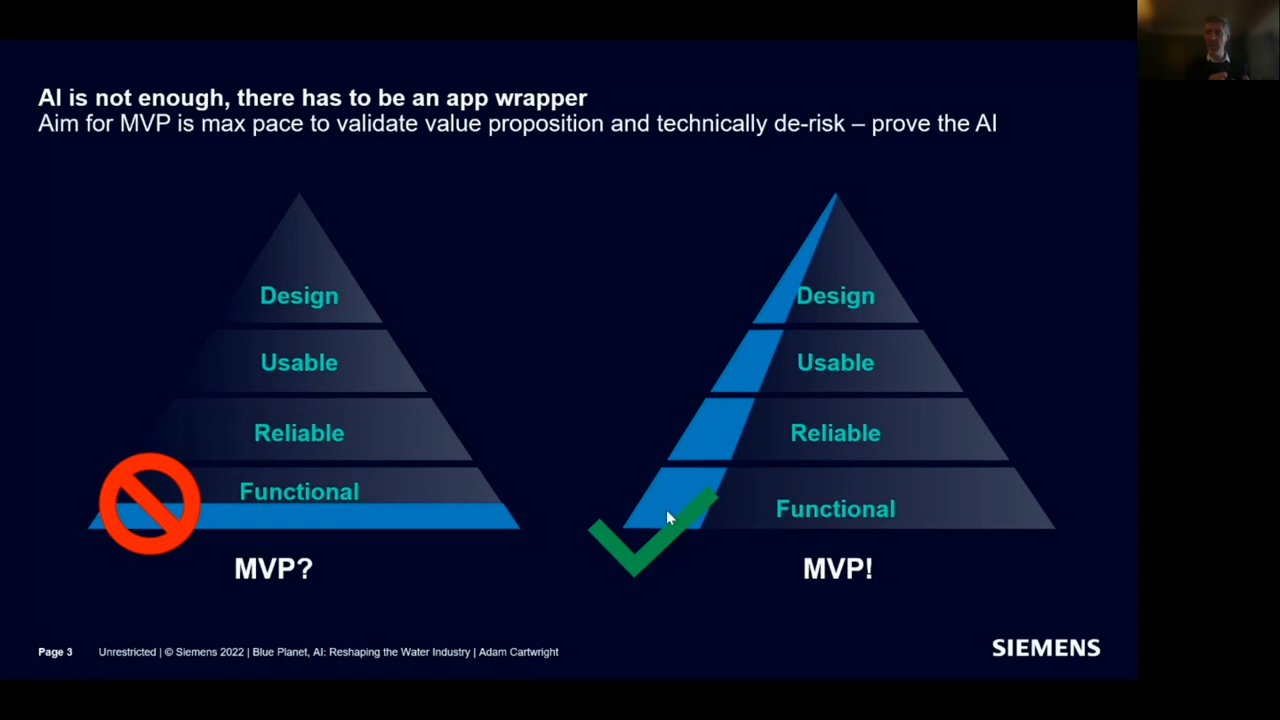 AI is not enough, there has to be an app wrapper
Aim for MVP is max pace to validate value proposition and technically de-risk – prove the AI
Design
Usable
Reliable
Functional
MVP?
Design
Usable
Reliable
Functional
MVP!
Page 3 Unrestricted | © Siemens 2022 | Blue Planet, AI: Reshaping the Water Industry | Adam Cartwright
SIEMENS